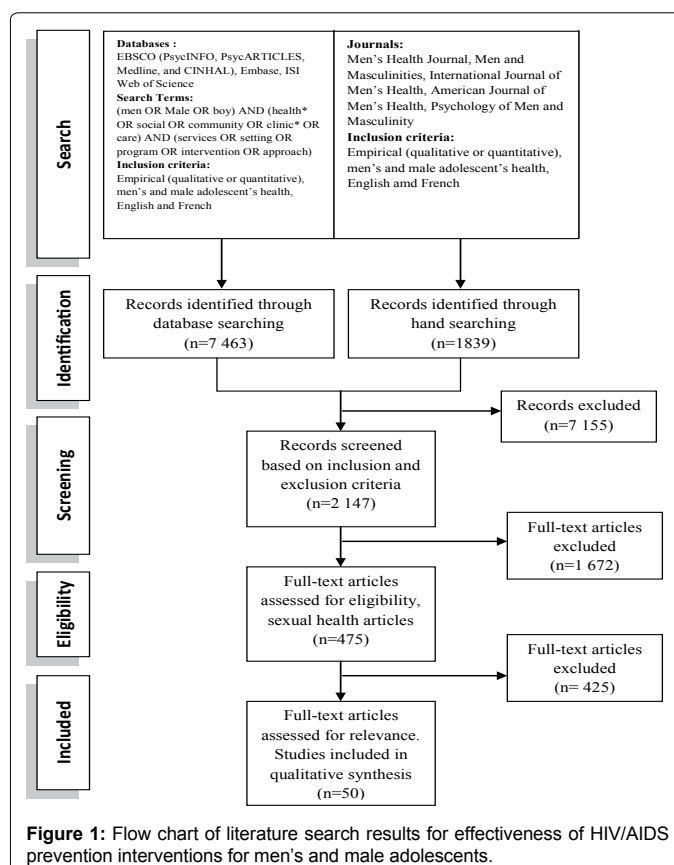 Search
Databases :
EBSCO (PsycINFO, PsycARTICLES,
Medline, and CINHAL), Embase, ISI
Web of Science
Search Terms:
(men OR Male OR boy) AND (health*
OR social OR community OR clinic* OR
care) AND (services OR setting OR
program OR intervention OR approach)
Inclusion criteria:
Empirical (qualitative or quantitative),
men's and male adolescent's health,
English and French
Journals:
Men's Health Journal, Men and
Masculinities, International Journal of
Men's Health, American Journal of
Men's Health, Psychology of Men and
Masculinity
Inclusion criteria:
Empirical (qualitative or quantitative),
men's and male adolescent's health,
English amd French
Identification
Records identified through
database searching
(n=7 463)
Records identified through
hand searching
(n=1839)
Records excluded
(n=7 155)
Screening
Records screened
based on inclusion and
exclusion criteria
(n=2 147)
Full-text articles
excluded
(n=1 672)
Eligibility
Full-text articles
assessed for eligibility,
sexual health articles
(n=475)
Full-text articles
excluded
(n= 425)
Included
Full-text articles
assessed for relevance.
Studies included in
qualitative synthesis
(n=50)
Figure 1: Flow chart of literature search results for effectiveness of HIV/AIDS
prevention interventions for men's and male adolescents.